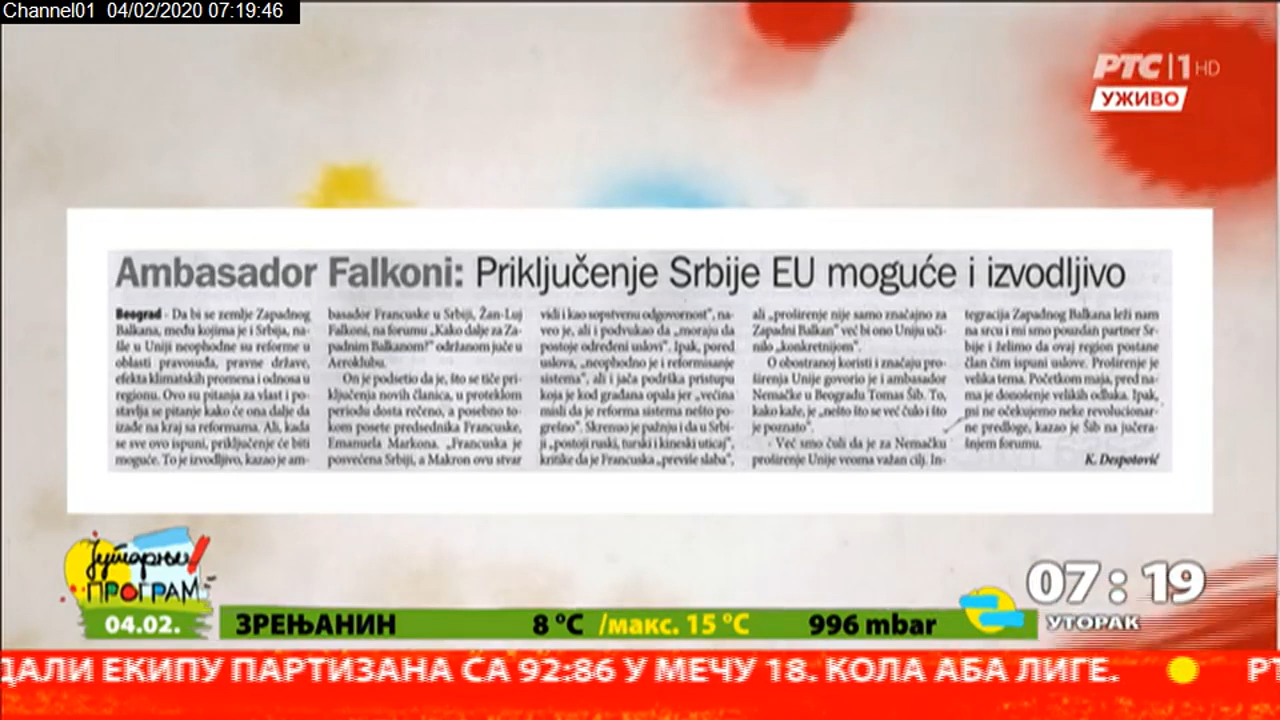 Channel01 04/02/2020 07:19:46
РТС|1 HD
УЖИВО
Ambasador Falkoni: Priključenje Srbije EU moguće i izvodljivo
Beograd - Da bi se zemlje Zapadnog
Balkana, među kojima je i Srbija, na-
šle u Uniji neophodne su reforme u
oblasti pravosuđa, pravne države,
efekta klimatskih promena i odnosa u
regionu. Ovo su pitanja za vlast i po-
stavlja se pitanje kako će ona dalje da
izađe na kraj sa reformama. Ali, kada
se sve ovo ispuni, priključenje će biti
moguće. To je izvodljivo, kazao je am-
basador Francuske u Srbiji, Žan-Luj
Falkoni, na forumu „Kako dalje za Za-
padnim Balkanom?" održanom juče u
Aeroklubu.
On je podsetio da je, što se tiče pri-
ključenja novih članica, u proteklom
periodu dosta rečeno, a posebno to-
kom posete predsednika Francuske,
Emanuela Markona. „Francuska je
posvećena Srbiji, a Makron ovu stvar
vidi i kao sopstvenu odgovornost", na-
veo je, ali i podvukao da „moraju da
postoje određeni uslovi". Ipak, pored
uslova, „neophodno je i reformisanje
sistema", ali i jača podrška pristupu
koja je kod građana opala jer „većina
misli da je reforma sistema nešto po-
grešno". Skrenuo je pažnju i da u Srbi-
ji „postoji ruski, turski i kineski uticaj",
kritike da je Francuska „previše slaba",
ali „proširenje nije samo značajno za
Zapadni Balkan" već bi ono Uniju uči-
nilo „konkretnijom".
O obostranoj koristi i značaju pro-
širenja Unije govorio je i ambasador
Nemačke u Beogradu Tomas Šib. To,
kako kaže, je „nešto što se već čulo i što
je poznato".
- Već smo čuli da je za Nemačku
proširenje Unije veoma važan cilj. In-
tegracija Zapadnog Balkana leži nam
na srcu i mi smo pouzdan partner Sr-
bije i želimo da ovaj region postane
član čim ispuni uslove. Proširenje je
velika tema. Početkom maja, pred na-
ma je donošenje velikih odluka. Ipak,
mi ne očekujemo neke revolucionar-
ne predloge, kazao je Šib na jučera-
šnjem forumu.
K. Despotović
Јутарњи
ПРОГРАМ
04.02.
ЗРЕЊАНИН 8 °C /макс. 15 °C 996 mbar
07:19
УТОРАК
ДАЛИ ЕКИПУ ПАРТИЗАНА СА 92:86 У МЕЧУ 18. КОЛА АБА ЛИГЕ.